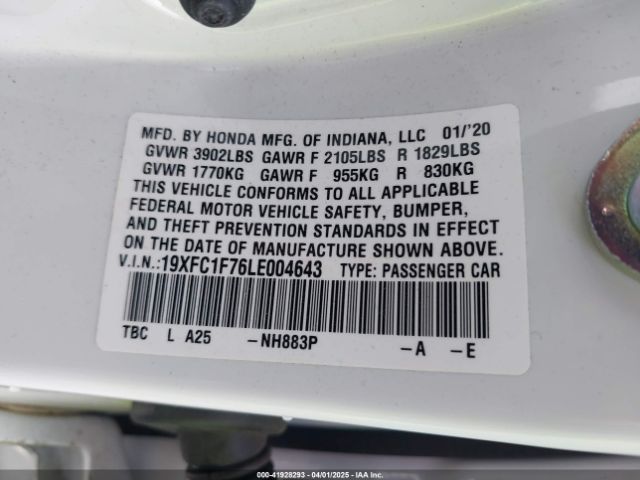 MFD. BY HONDA MFG. OF INDIANA, LLC 01/'20
GVWR 3902LBS GAWR F 2105LBS R 1829LBS
GVWR 1770KG GAWR F 955KG R 830KG
THIS VEHICLE CONFORMS TO ALL APPLICABLE
FEDERAL MOTOR VEHICLE SAFETY, BUMPER,
AND THEFT PREVENTION STANDARDS IN EFFECT
ON THE DATE OF MANUFACTURE SHOWN ABOVE.
V.I.N.:19XFC1F76LE004643 TYPE: PASSENGER CAR
TBC L A25 -NH883P -A -E
000-41928293 - 04/01/2025 - IAA Inc.